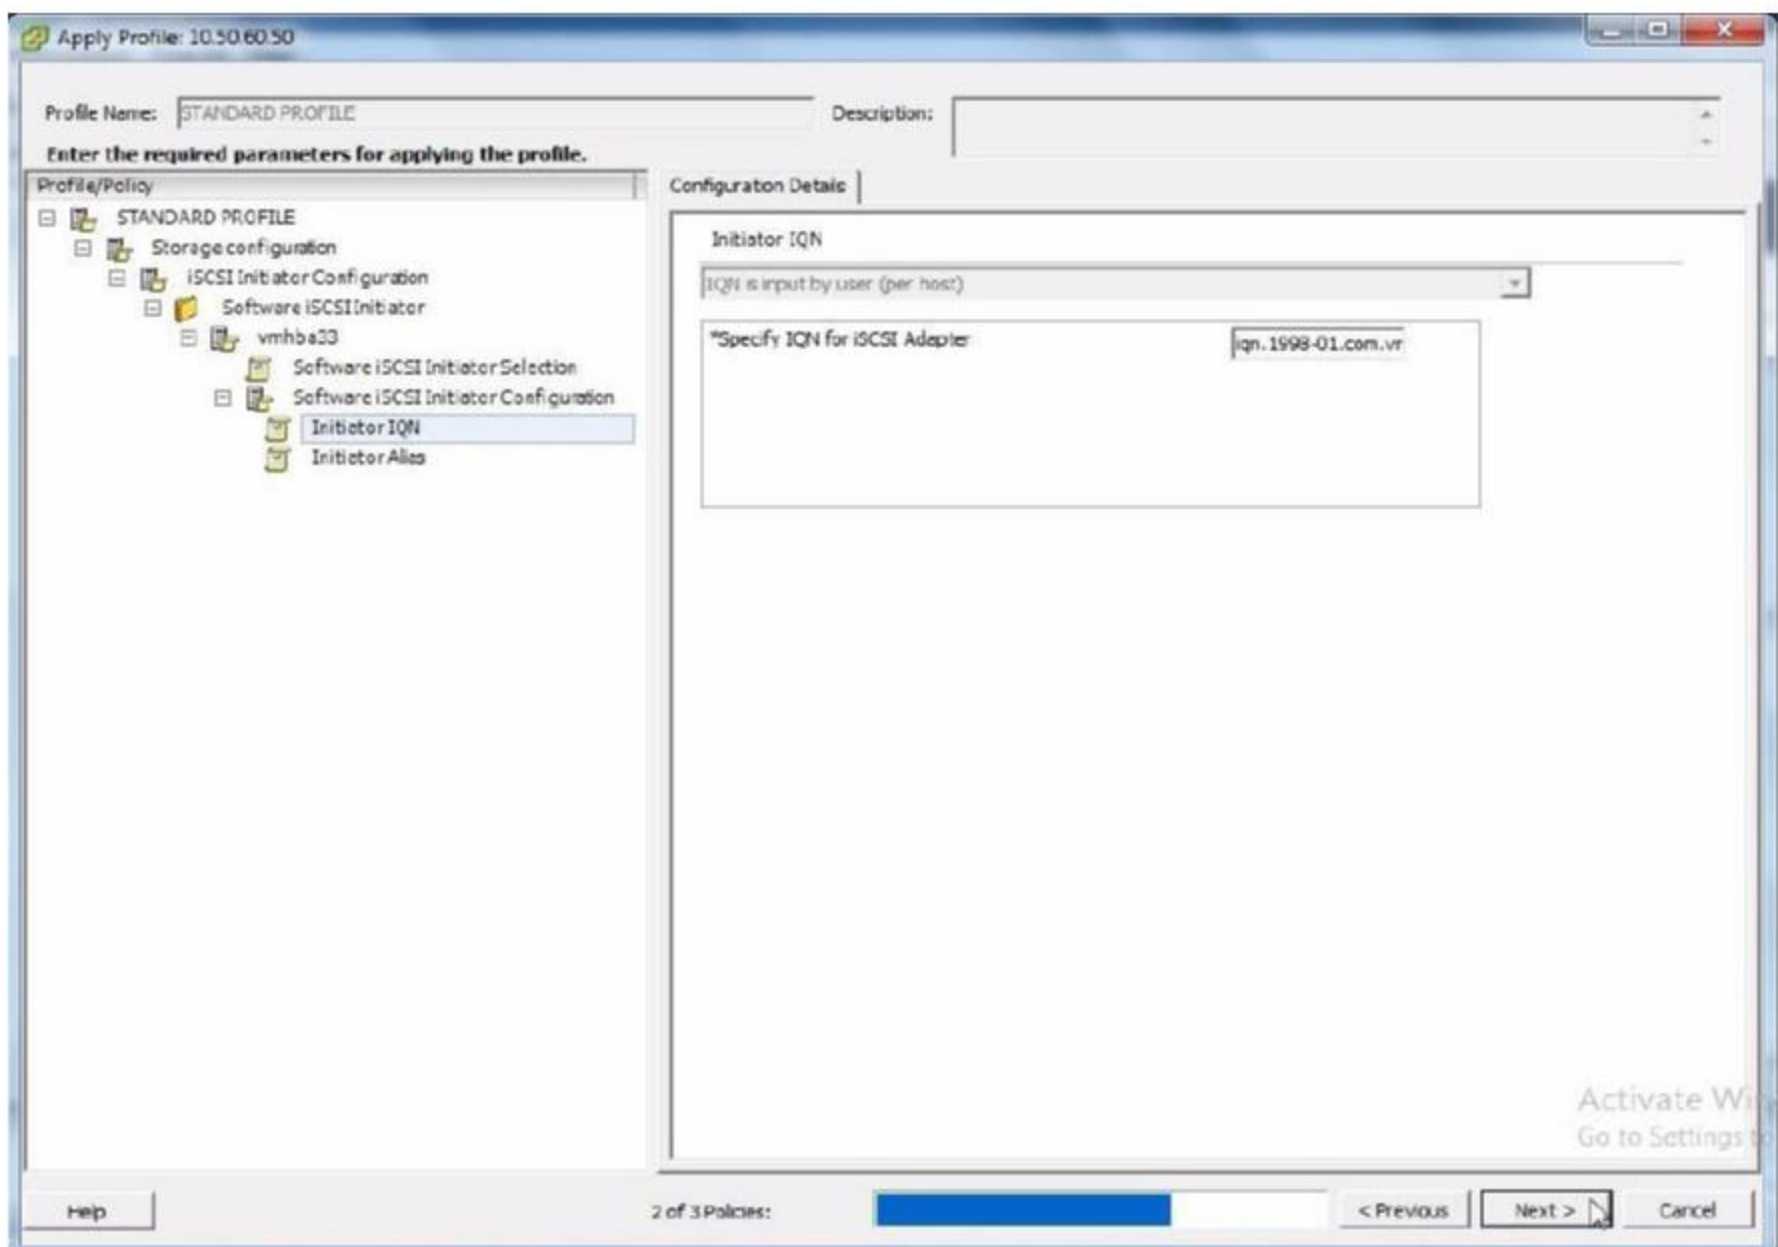 Apply Profile: 10.50.60.50
Profile Name: STANDARD PROFILE Description:
Enter the required parameters for applying the profile.
Profile/Policy
STANDARD PROFILE
Storage configuration
iSCSI Initiator Configuration
Software iSCSI Initiator
vmhba33
Software iSCSI Initiator Selection
Software iSCSI Initiator Configuration
Initiator IQN
Initiator Alias
Configuration Details
Initiator IQN
IQN is input by user (per host)
*Specify IQN for iSCSI Adapter iqn.1998-01.com.vr
Activate Win
Go to Settings to
Help 2 of 3 Policies: < Previous Next > Cancel